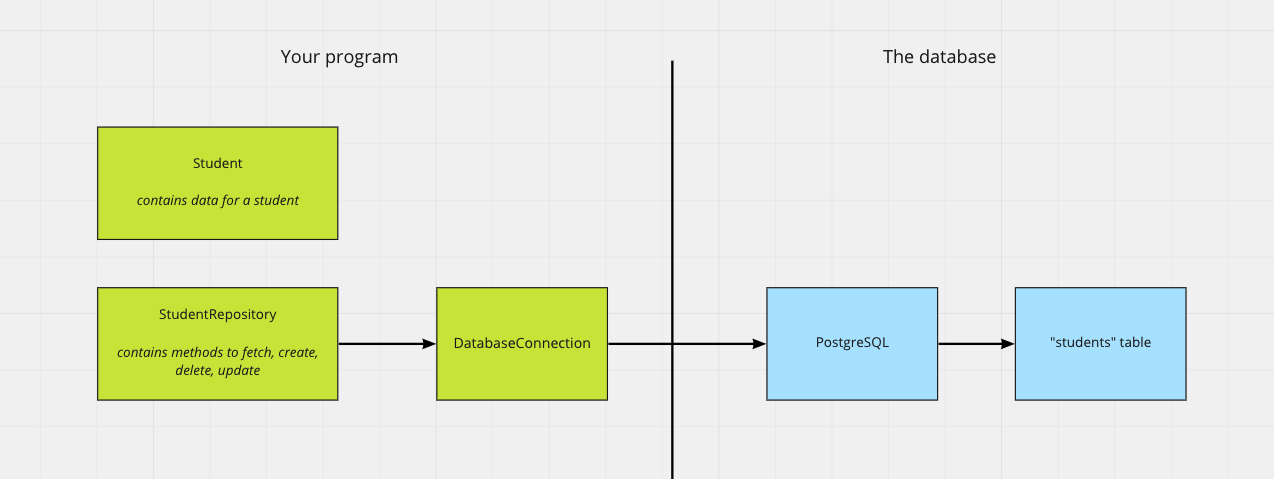 Your program
The database
Student
contains data for a student
StudentRepository
contains methods to fetch, create,
delete, update
DatabaseConnection
PostgreSQL
"students" table